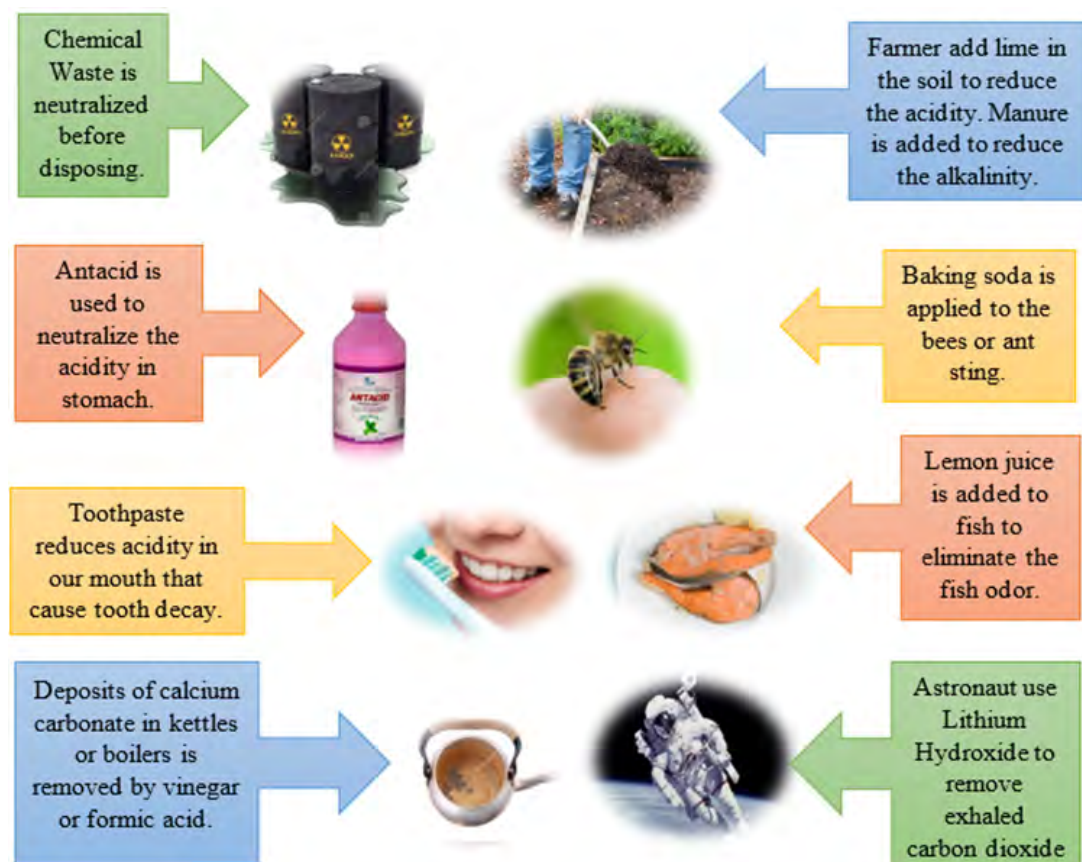 Chemical
Waste is
neutralized
before
disposing.
Farmer add lime in
the soil to reduce
the acidity. Manure
is added to reduce
the alkalinity.
Antacid is
used to
neutralize the
acidity in
stomach.
ANTACID
Baking soda is
applied to the
bees or ant
sting.
Toothpaste
reduces acidity in
our mouth that
cause tooth decay.
Lemon juice
is added to
fish to
eliminate the
fish odor.
Deposits of calcium
carbonate in kettles
or boilers is
removed by vinegar
or formic acid.
Astronaut use
Lithium
Hydroxide to
remove
exhaled
carbon dioxide